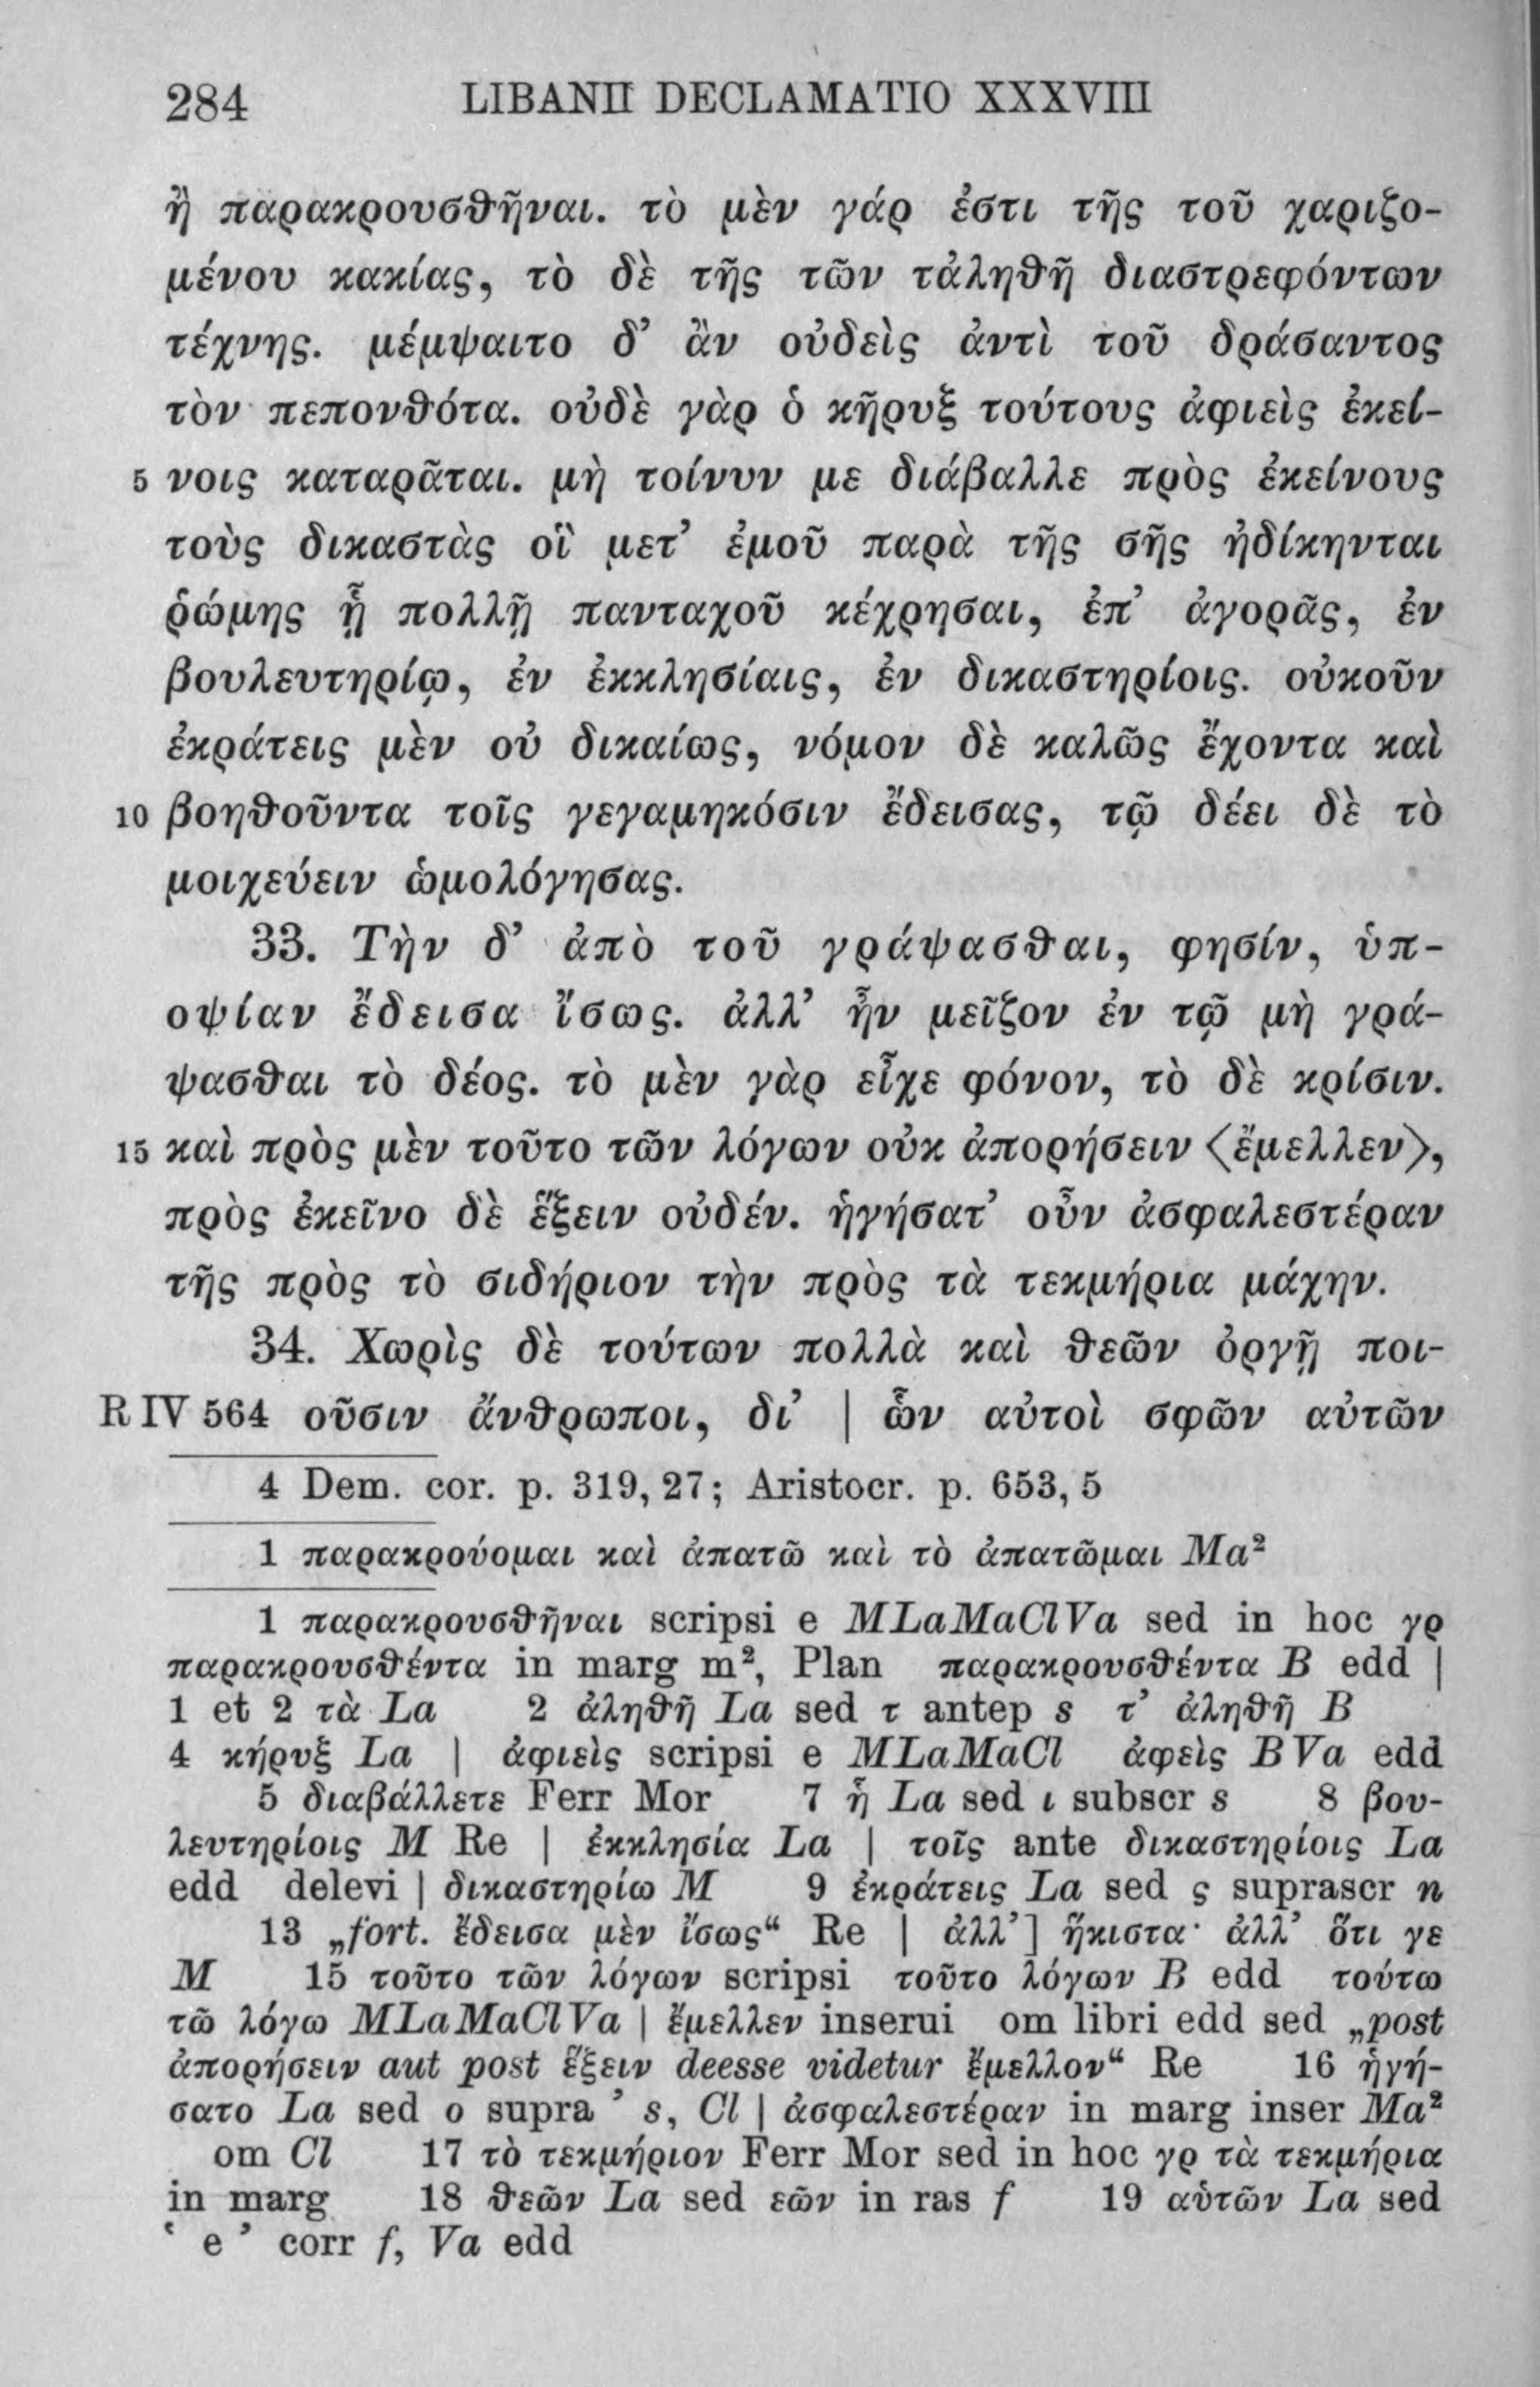 284 LIBANII DECLAMATIO XXXVIII
ἢ παρακρουσθῆναι. τὸ μὲν γάρ ἐστι τῆς τοῦ χαριζο-
μένου κακίας, τὸ δὲ τῆς τῶν τἀληθῆ διαστρεφόντων
τέχνης. μέμψαιτο δ’ ἂν οὐδεὶς ἀντὶ τοῦ δράσαντος
τὸν πεπονθότα. οὐδὲ γὰρ ὁ κῆρυξ τούτους ἀφιεὶς ἐκεί-
5 νοις καταρᾶται. μὴ τοίνυν με διάβαλλε πρὸς ἐκείνους
τοὺς δικαστὰς οἳ μετ’ ἐμοῦ παρὰ τῆς σῆς ἠδίκηνται
ῥώμης ᾗ πολλῇ πανταχοῦ κέχρησαι, ἐπ’ ἀγορᾶς, ἐν
βουλευτηρίῳ, ἐν ἐκκλησίαις, ἐν δικαστηρίοις. οὐκοῦν
ἐκράτεις μὲν οὐ δικαίως, νόμον δὲ καλῶς ἔχοντα καὶ
10 βοηθοῦντα τοῖς γεγαμηκόσιν ἔδεισας, τῷ δέει δὲ τὸ
μοιχεύειν ὡμολόγησας.
33. Τὴν δ’ ἀπὸ τοῦ γράψασθαι, φησίν, ὑπ-
οψίαν ἔδεισα ἴσως. ἀλλ’ ἦν μεῖζον ἐν τῷ μὴ γρά-
ψασθαι τὸ δέος. τὸ μὲν γὰρ εἶχε φόνον, τὸ δὲ κρίσιν.
15 καὶ πρὸς μὲν τοῦτο τῶν λόγων οὐκ ἀπορήσειν ⟨ἔμελλεν⟩,
πρὸς ἐκεῖνο δὲ ἕξειν οὐδέν. ἡγήσατ’ οὖν ἀσφαλεστέραν
τῆς πρὸς τὸ σιδήριον τὴν πρὸς τὰ τεκμήρια μάχην.
34. Χωρὶς δὲ τούτων πολλὰ καὶ θεῶν ὀργῇ ποι-
R IV 564 οῦσιν ἄνθρωποι, δι’ | ὧν αὐτοὶ σφῶν αὐτῶν
4 Dem. cor. p. 319, 27; Aristocr. p. 653, 5
1 παρακρούομαι καὶ ἀπατῶ καὶ τὸ ἀπατῶμαι Ma²
1 παρακρουσθῆναι scripsi e MLaMaClVa sed in hoc γρ
παρακρουσθέντα in marg m², Plan παρακρουσθέντα B edd |
1 et 2 τὰ La 2 ἀληθῆ La sed τ antep s τ’ ἀληθῆ B
4 κήρυξ La | ἀφιεὶς scripsi e MLaMaCl ἀφεὶς BVa edd
5 διαβάλλετε Ferr Mor 7 ἦ La sed ι subscr s 8 βου-
λευτηρίοις M Re | ἐκκλησία La | τοῖς ante δικαστηρίοις La
edd delevi | δικαστηρίω M 9 ἐκράτεις La sed ς suprascr n
13 „fort. ἔδεισα μὲν ἴσως“ Re | ἀλλ’] ἥκιστα· ἀλλ’ ὅτι γε
M 15 τοῦτο τῶν λόγων scripsi τοῦτο λόγων B edd τούτω
τῶ λόγω MLaMaClVa | ἔμελλεν inserui om libri edd sed „post
ἀπορήσειν aut post ἕξειν deesse videtur ἔμελλον“ Re 16 ἡγή-
σατο La sed ο supra ’ s, Cl | ἀσφαλεστέραν in marg inser Ma²
om Cl 17 τὸ τεκμήριον Ferr Mor sed in hoc γρ τὰ τεκμήρια
in marg 18 θεῶν La sed εῶν in ras f 19 αὑτῶν La sed
‘ e ’ corr f, Va edd